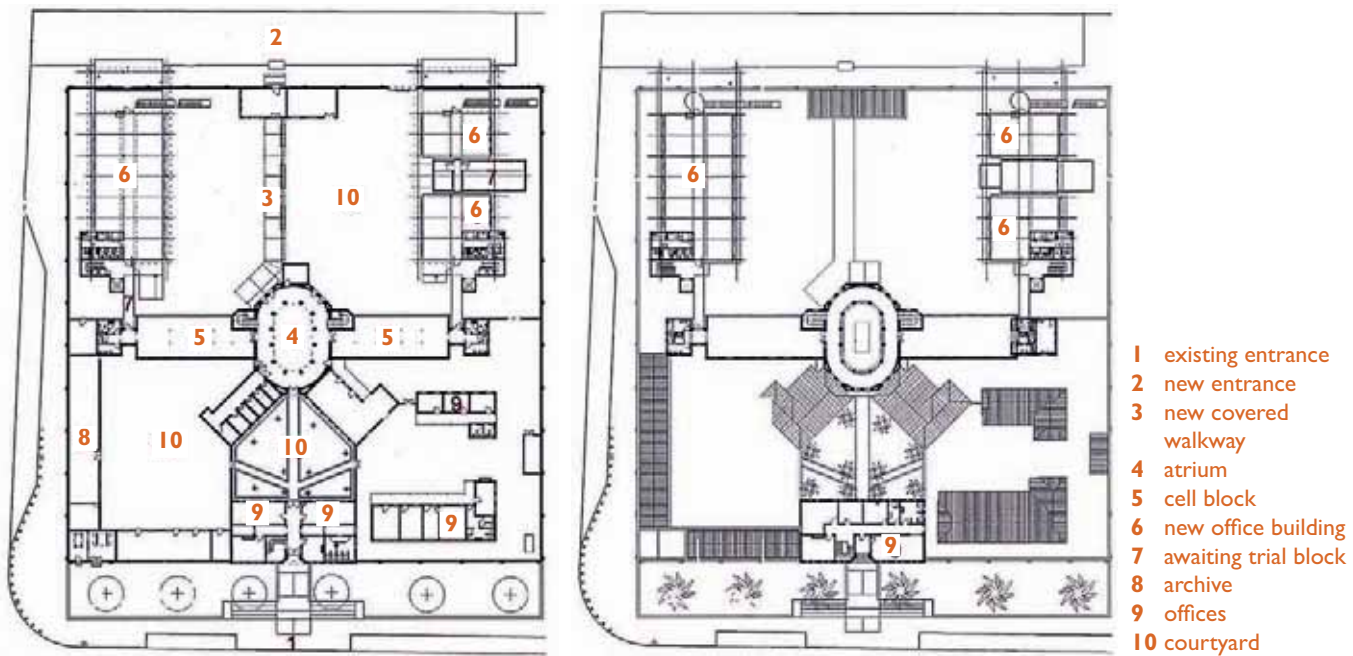 2
6
6
7
6
3
10
7
5
4
5
9
8
10
10
9
9
9
1
6
6
6
9
1 existing entrance
2 new entrance
3 new covered
walkway
4 atrium
5 cell block
6 new office building
7 awaiting trial block
8 archive
9 offices
10 courtyard